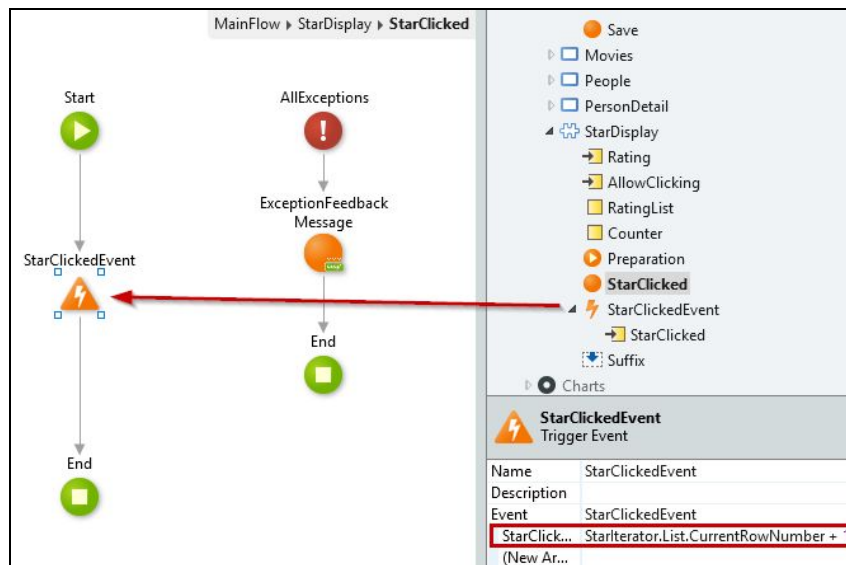 MainFlow ▸ StarDisplay ▸ StarClicked
Start
AllExceptions
ExceptionFeedback
Message
StarClickedEvent
End
End
Save
Movies
People
PersonDetail
StarDisplay
Rating
AllowClicking
RatingList
Counter
Preparation
StarClicked
StarClickedEvent
StarClicked
Suffix
Charts
StarClickedEvent
Trigger Event
Name StarClickedEvent
Description
Event StarClickedEvent
StarClick... StarIterator.List.CurrentRowNumber + 1
(New Ar...